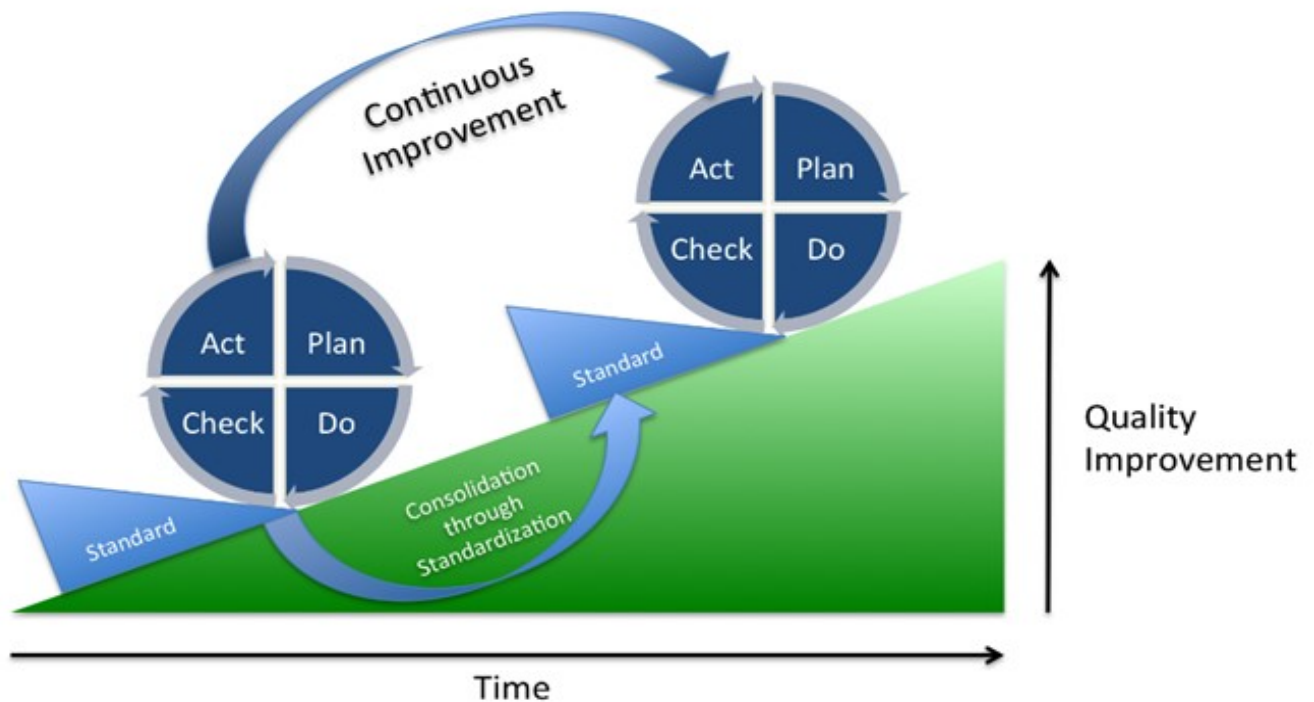 Continuous
Improvement
Act
Plan
Check
Do
Act
Plan
Check
Do
Standard
Standard
Consolidation
through
Standardization
Quality
Improvement
Time